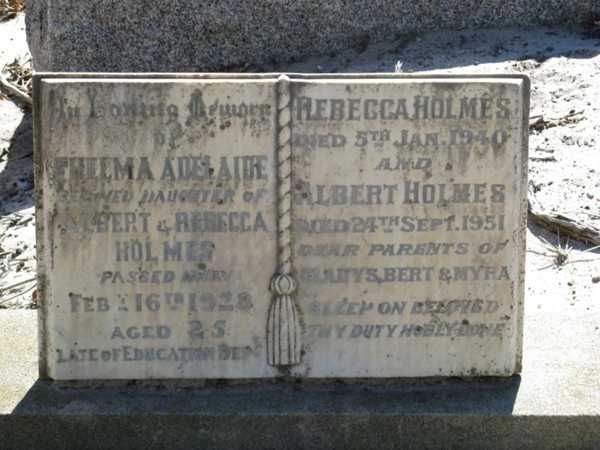 In Loving Memory
of
THELMA ADELAIDE
BELOVED DAUGHTER OF
ALBERT & REBECCA
HOLMES
PASSED AWAY
FEBY 16TH 1928
AGED 25
LATE OF EDUCATION DEPT
REBECCA HOLMES
DIED 5TH JAN. 1940
AND
ALBERT HOLMES
DIED 24TH SEPT. 1951
DEAR PARENTS OF
GLADYS, BERT & MYRA
SLEEP ON BELOVED
THY DUTY NOBLY DONE